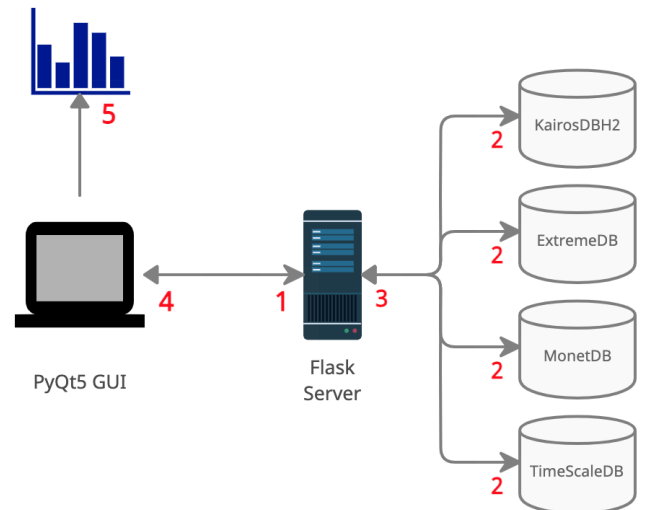 5
KairosDBH2
2
ExtremeDB
2
4
1
3
PyQt5 GUI
Flask
Server
MonetDB
2
TimeScaleDB
2